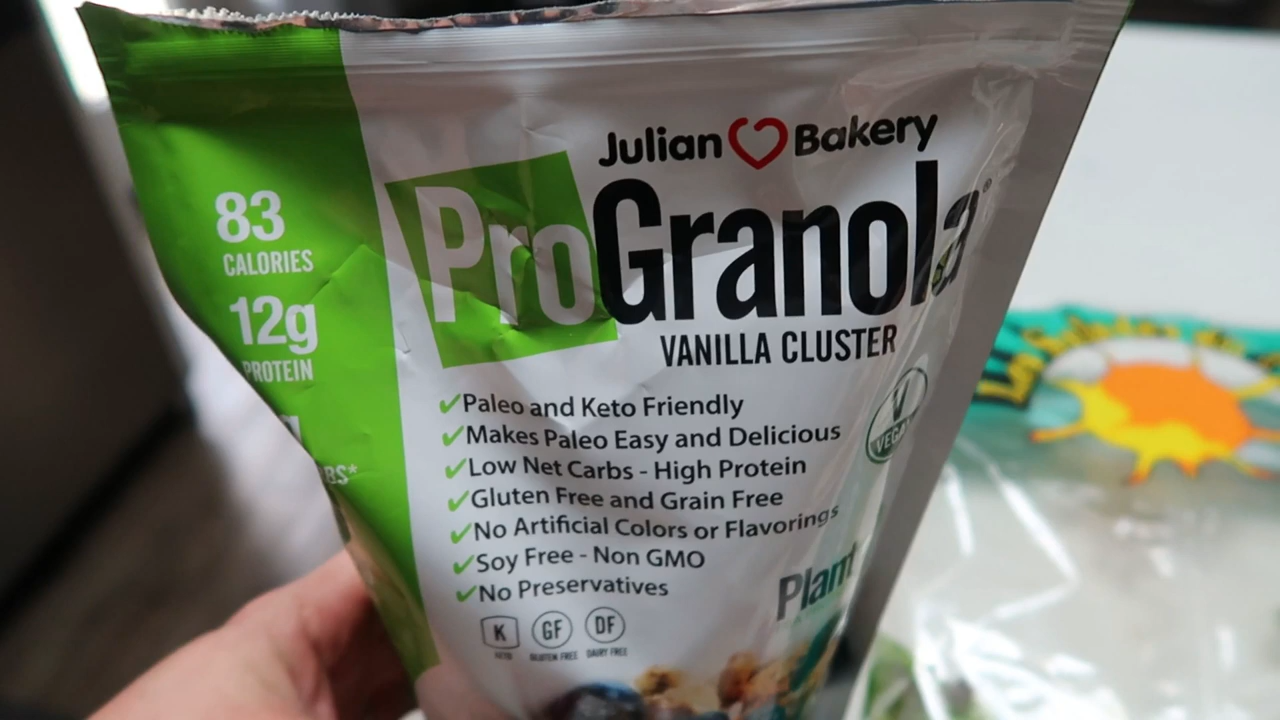 Julian Bakery
ProGranola®
VANILLA CLUSTER
83
CALORIES
12g
PROTEIN
Paleo and Keto Friendly
Makes Paleo Easy and Delicious
Low Net Carbs - High Protein
Gluten Free and Grain Free
No Artificial Colors or Flavorings
Soy Free - Non GMO
No Preservatives
V
VEGAN
Plant
K
KETO
GF
GLUTEN FREE
DF
DAIRY FREE